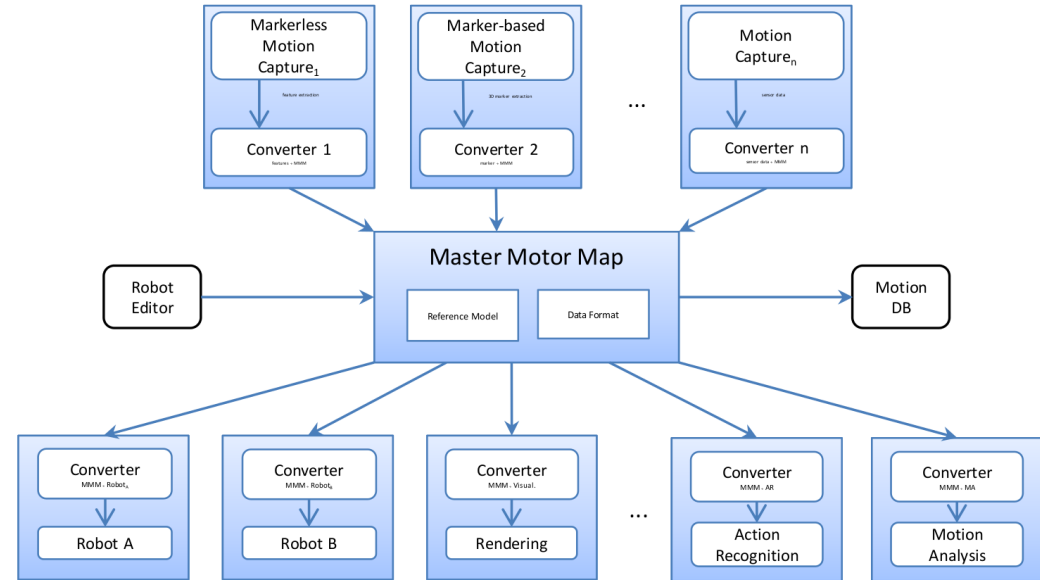 Markerless
Motion
Capture1
feature extraction
Converter 1
features + MMM
Marker-based
Motion
Capture2
3D marker extraction
Converter 2
marker + MMM
...
Motion
Capturen
sensor data
Converter n
sensor data + MMM
Robot
Editor
Master Motor Map
Reference Model
Data Format
Motion
DB
Converter
MMM - RobotA
Robot A
Converter
MMM - RobotB
Robot B
Converter
MMM - Visual.
Rendering
...
Converter
MMM - AR
Action
Recognition
Converter
MMM - MA
Motion
Analysis